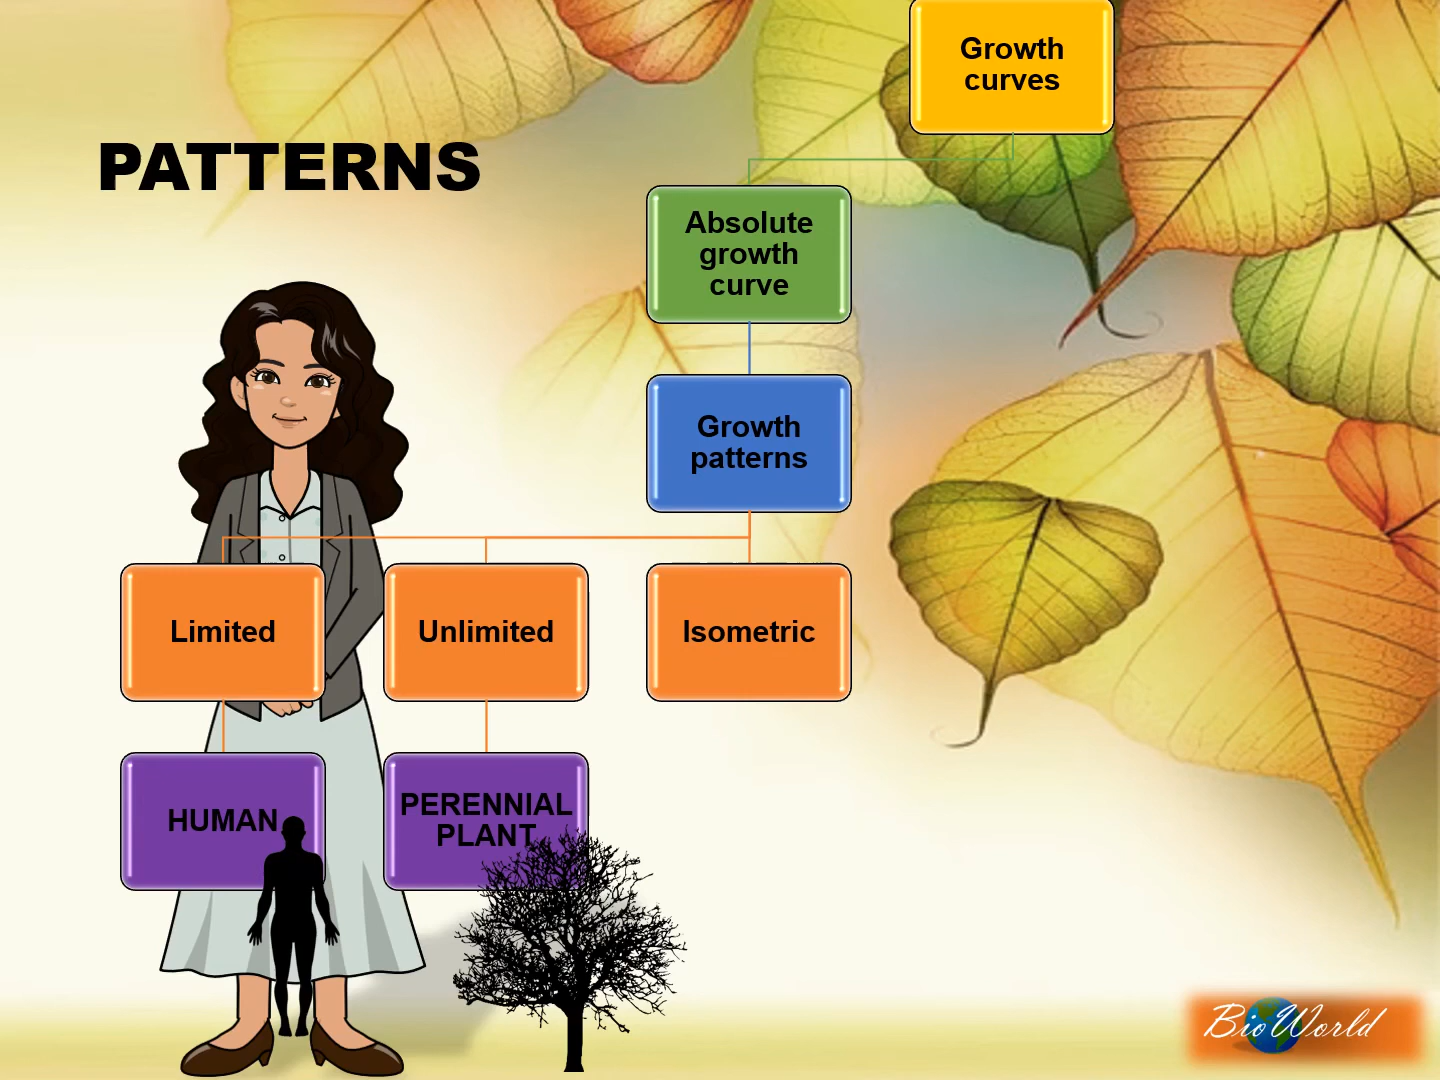 Growth
curves
PATTERNS
Absolute
growth
curve
Growth
patterns
Limited
Unlimited
Isometric
HUMAN
PERENNIAL
PLANT
BioWorld